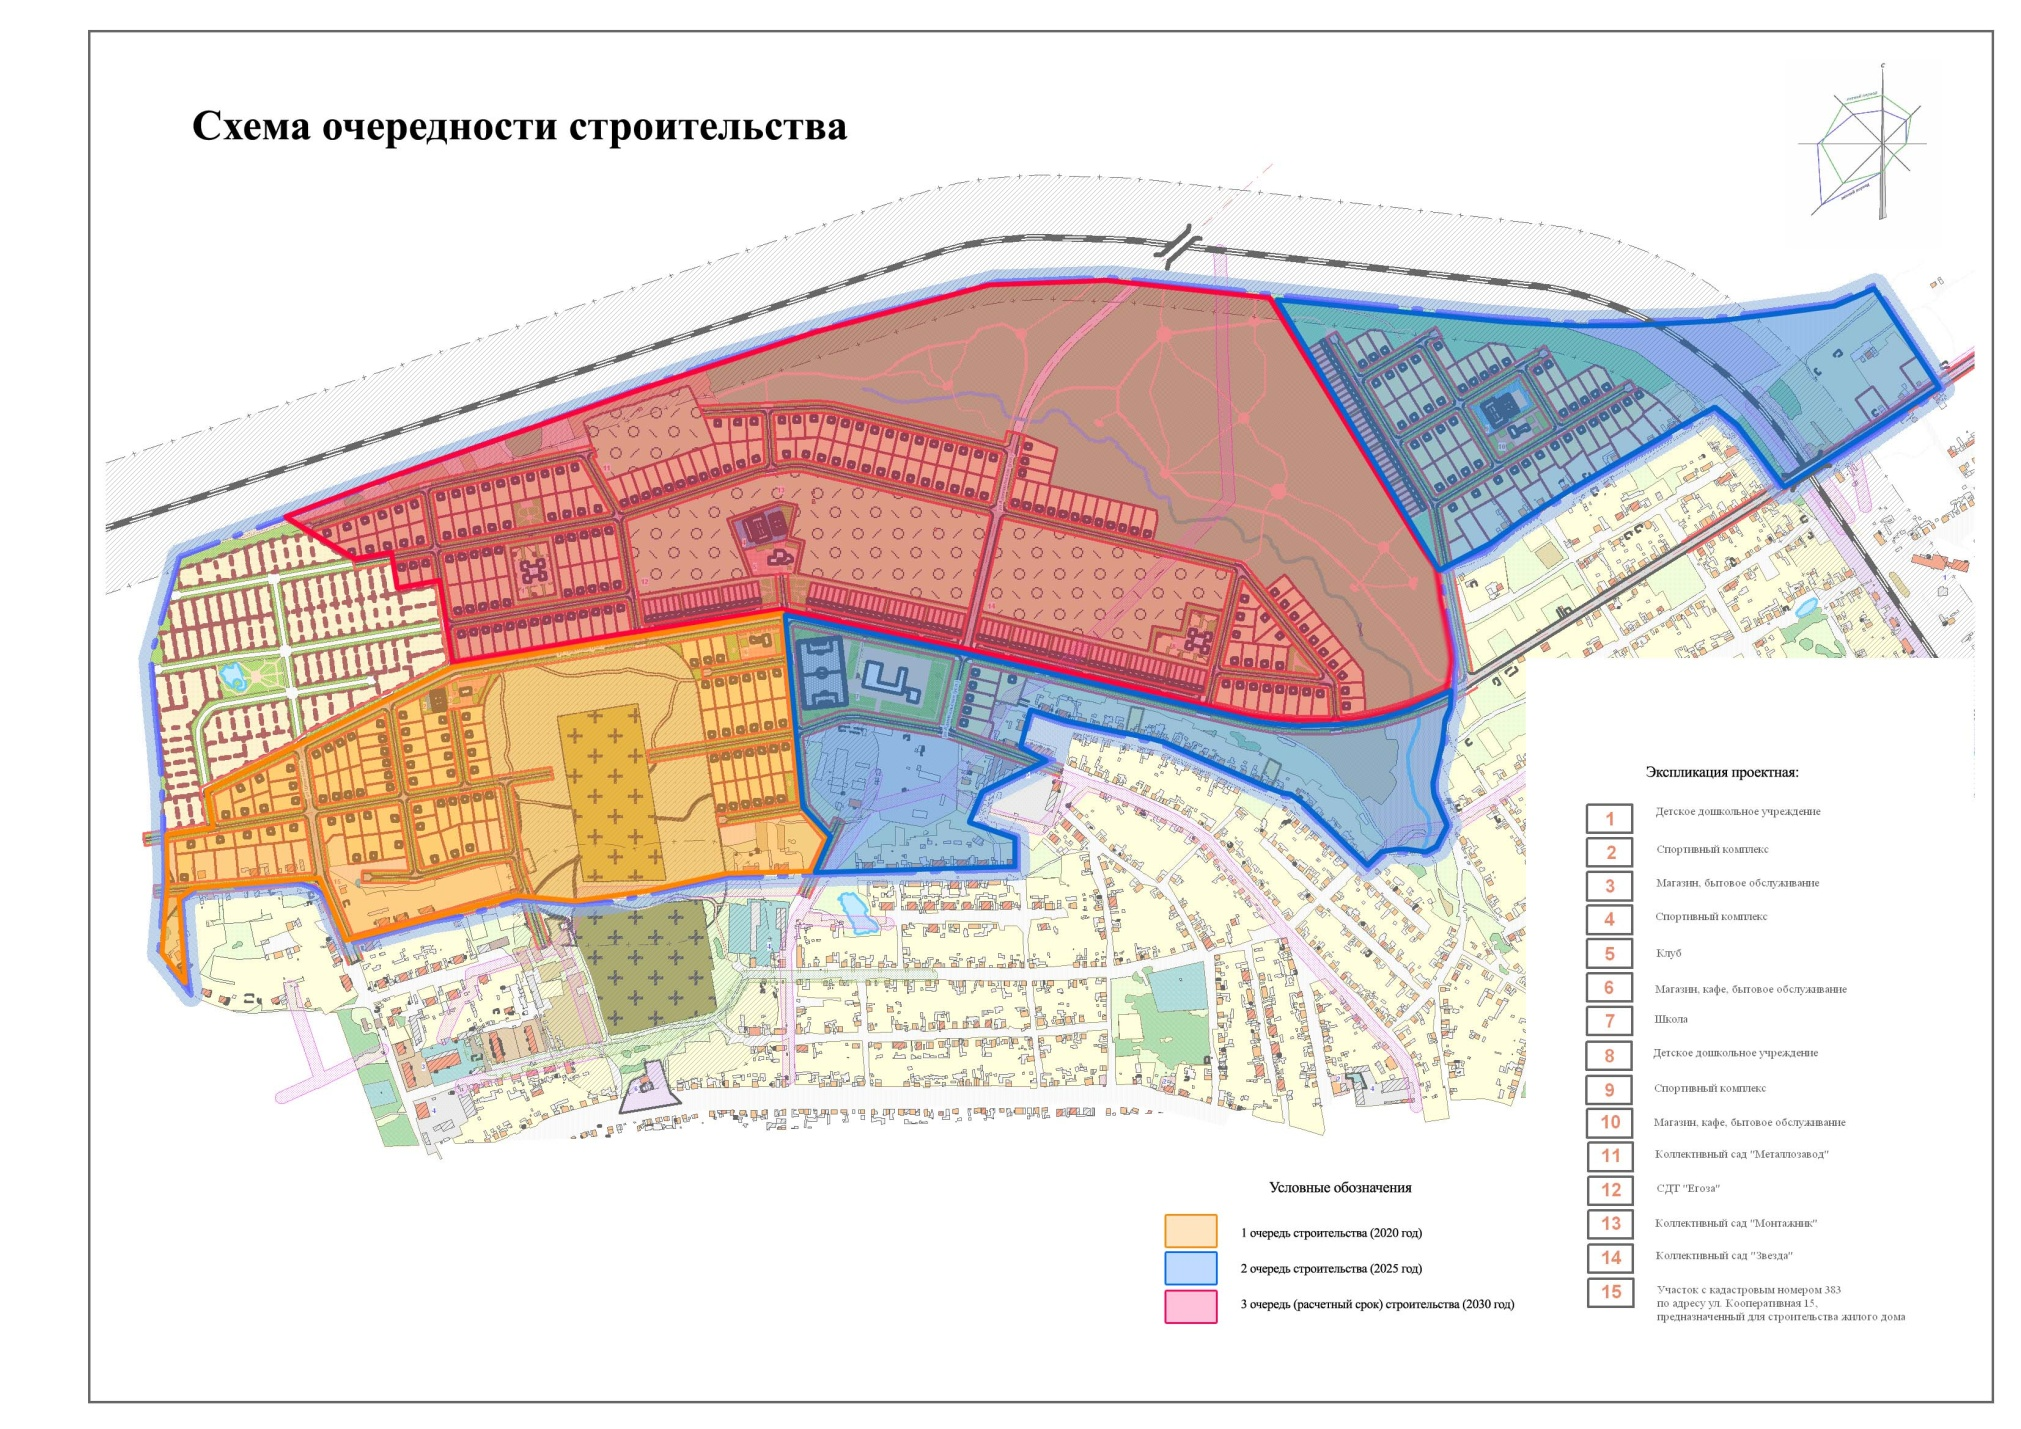 Схема очередности строительства
С
Экспликация проектная:
1 Детское дошкольное учреждение
2 Спортивный комплекс
3 Магазин, бытовое обслуживание
4 Спортивный комплекс
5 Клуб
6 Магазин, кафе, бытовое обслуживание
7 Школа
8 Детское дошкольное учреждение
9 Спортивный комплекс
10 Магазин, кафе, бытовое обслуживание
11 Коллективный сад "Металлозавод"
12 СДТ "Егоза"
13 Коллективный сад "Монтажник"
14 Коллективный сад "Звезда"
15 Участок с кадастровым номером 383
по адресу ул. Кооперативная 15,
предназначенный для строительства жилого дома
Условные обозначения
1 очередь строительства (2020 год)
2 очередь строительства (2025 год)
3 очередь (расчетный срок) строительства (2030 год)